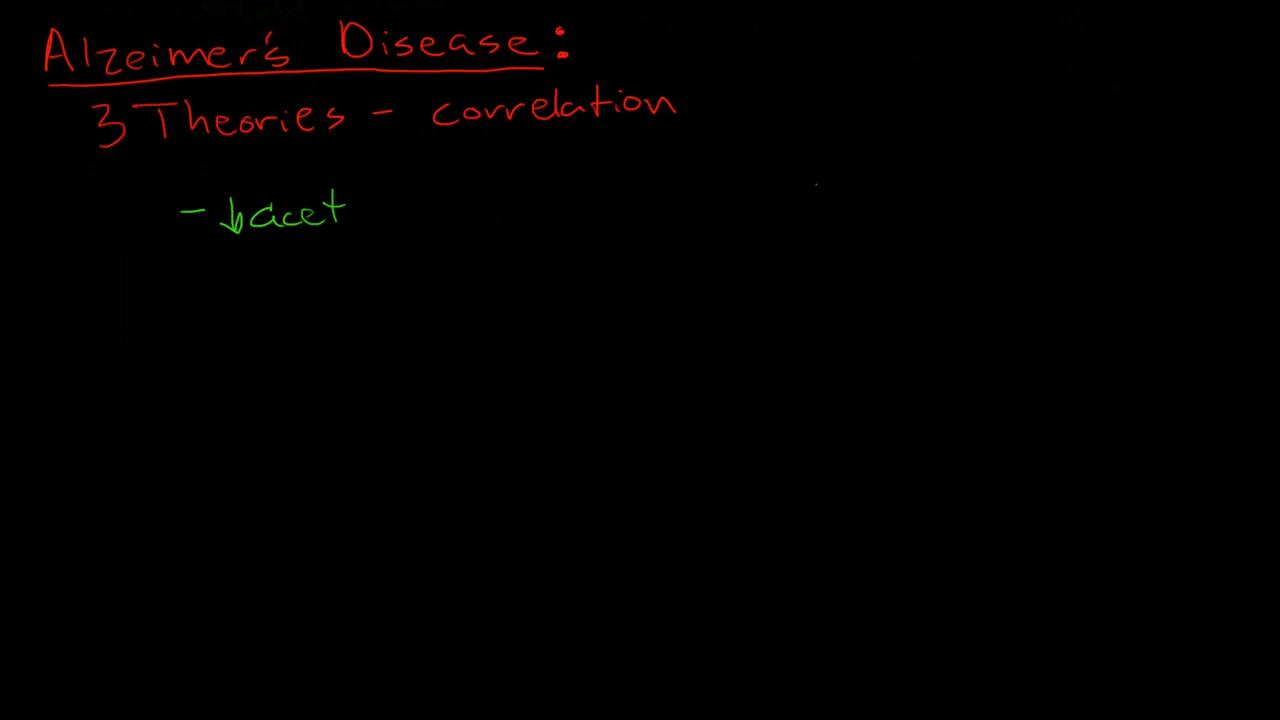 Alzeimer's Disease:
3 Theories - correlation
- ↓acet